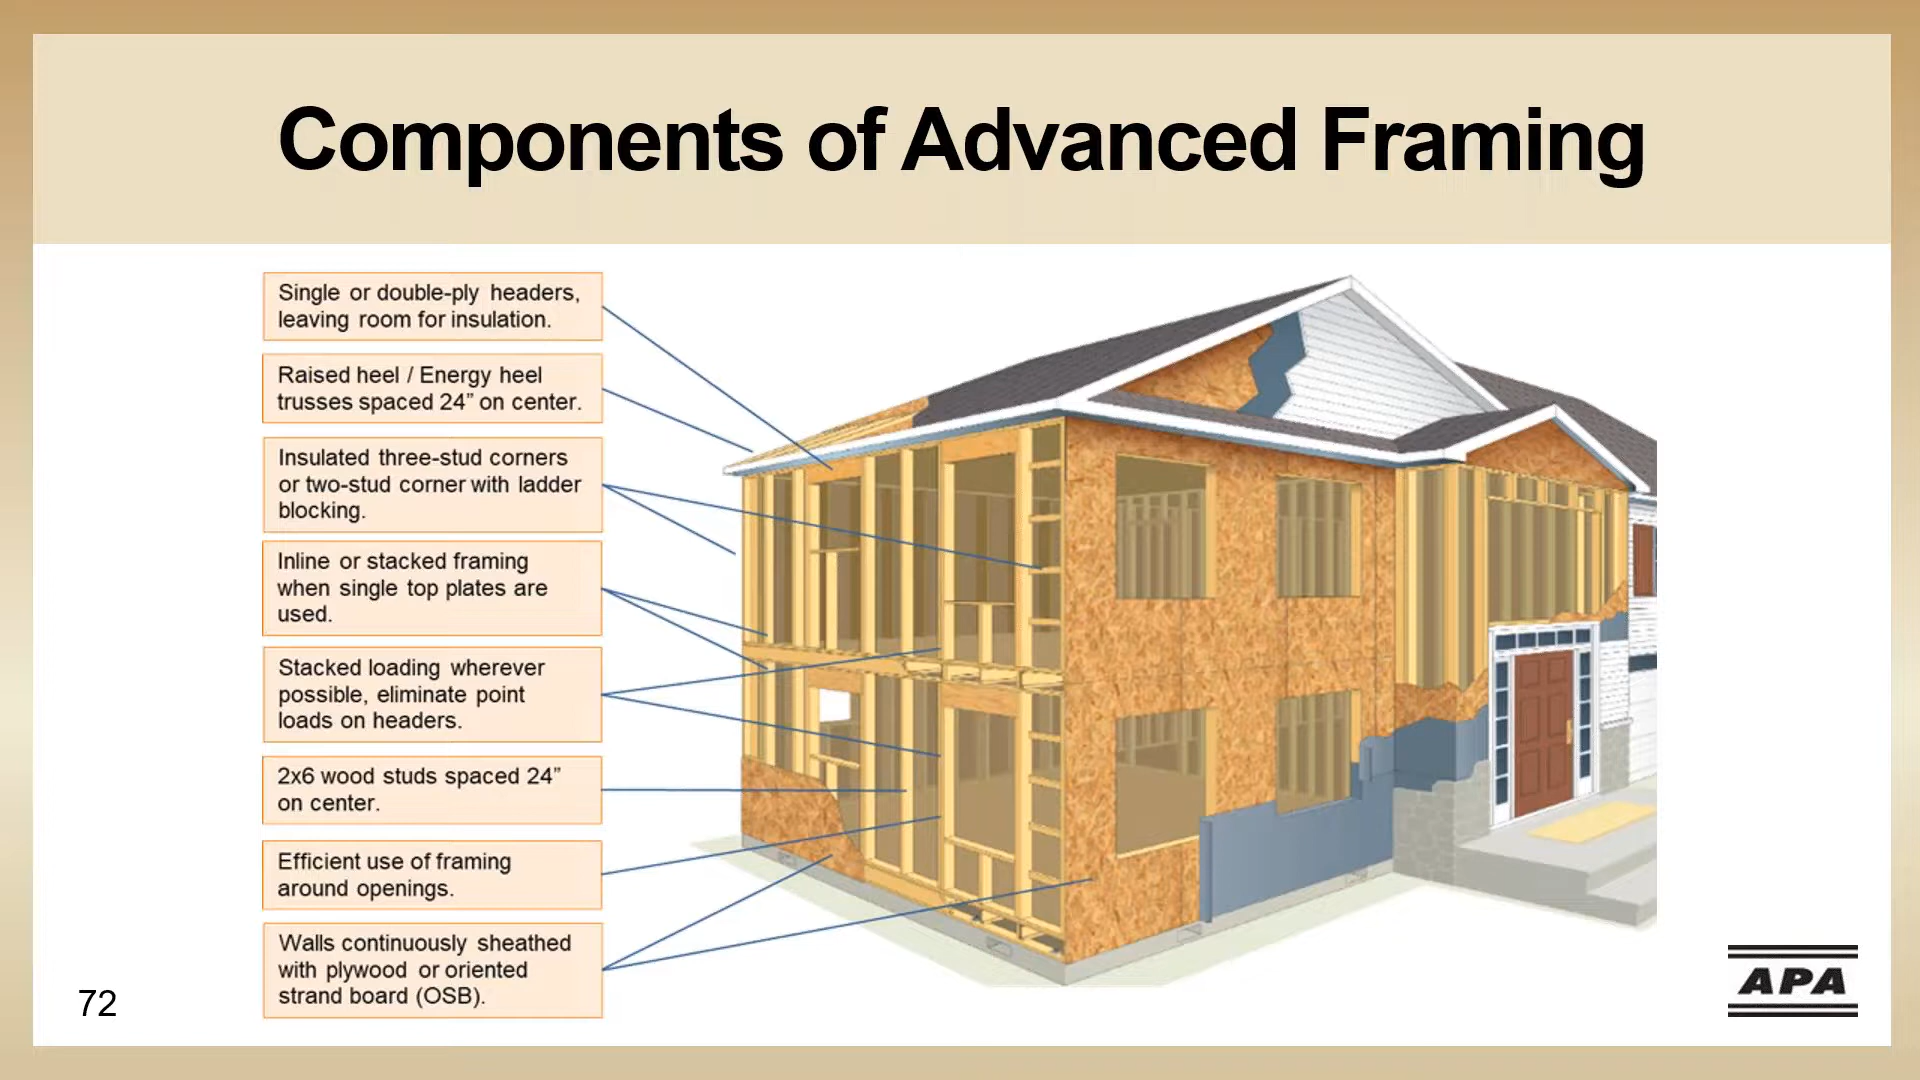 Components of Advanced Framing
Single or double-ply headers,
leaving room for insulation.
Raised heel / Energy heel
trusses spaced 24” on center.
Insulated three-stud corners
or two-stud corner with ladder
blocking.
Inline or stacked framing
when single top plates are
used.
Stacked loading wherever
possible, eliminate point
loads on headers.
2x6 wood studs spaced 24”
on center.
Efficient use of framing
around openings.
Walls continuously sheathed
with plywood or oriented
strand board (OSB).
72
APA